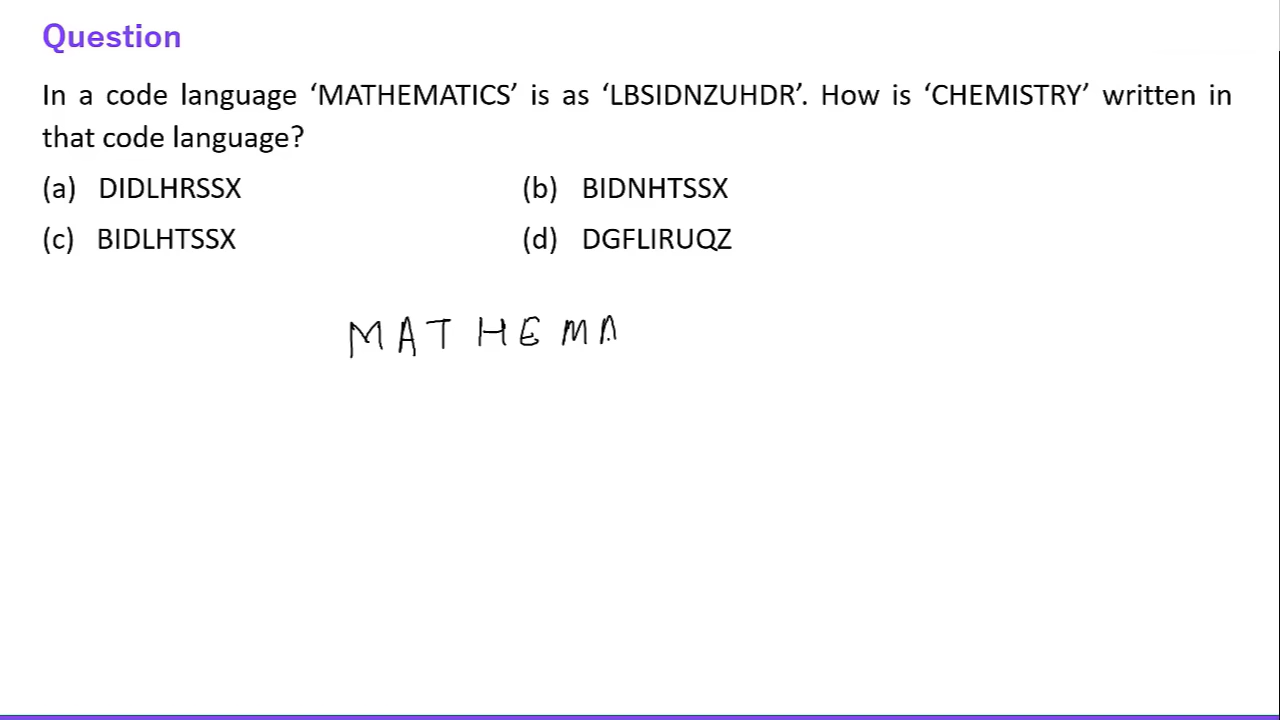 Question
In a code language ‘MATHEMATICS’ is as ‘LBSIDNZUHDR’. How is ‘CHEMISTRY’ written in
that code language?
(a) DIDLHRSSX (b) BIDNHTSSX
(c) BIDLHTSSX (d) DGFLIRUQZ
MATHEMA